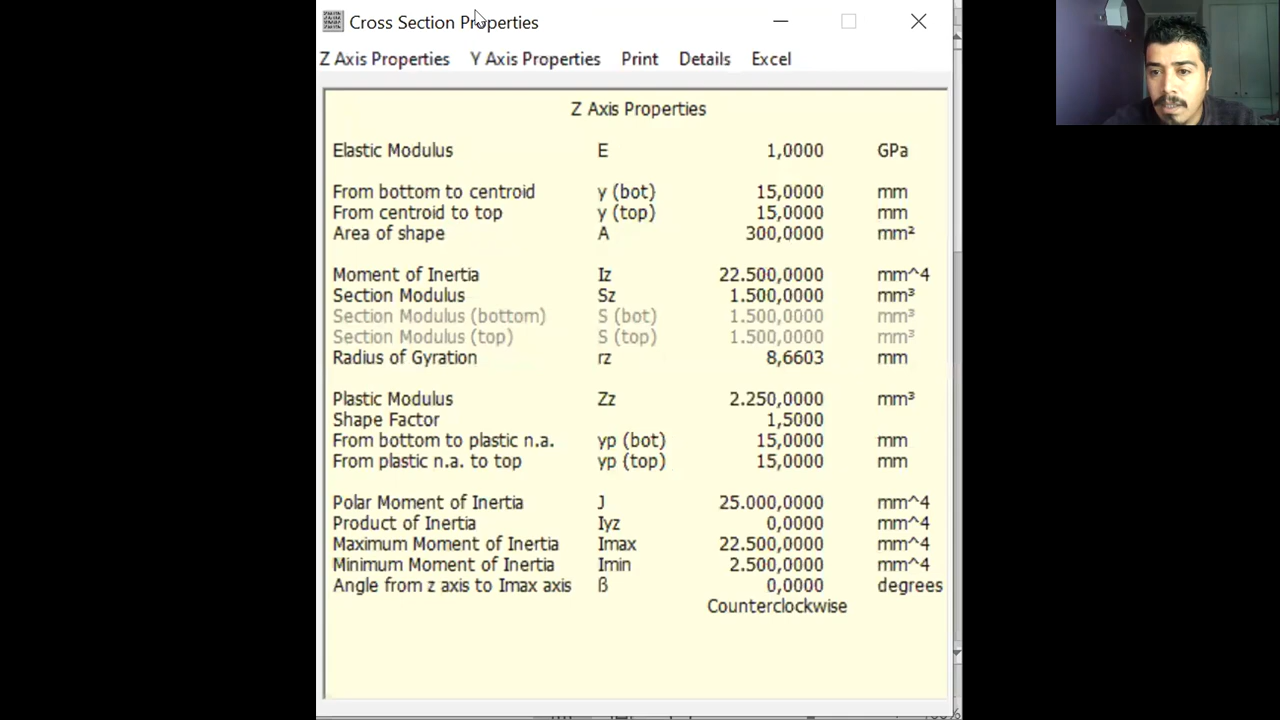 Cross Section Properties
Z Axis Properties Y Axis Properties Print Details Excel
Z Axis Properties
Elastic Modulus E 1,0000 GPa
From bottom to centroid y (bot) 15,0000 mm
From centroid to top y (top) 15,0000 mm
Area of shape A 300,0000 mm²
Moment of Inertia Iz 22.500,0000 mm^4
Section Modulus Sz 1.500,0000 mm³
Section Modulus (bottom) S (bot) 1.500,0000 mm³
Section Modulus (top) S (top) 1.500,0000 mm³
Radius of Gyration rz 8,6603 mm
Plastic Modulus Zz 2.250,0000 mm³
Shape Factor 1,5000
From bottom to plastic n.a. yp (bot) 15,0000 mm
From plastic n.a. to top yp (top) 15,0000 mm
Polar Moment of Inertia J 25.000,0000 mm^4
Product of Inertia Iyz 0,0000 mm^4
Maximum Moment of Inertia Imax 22.500,0000 mm^4
Minimum Moment of Inertia Imin 2.500,0000 mm^4
Angle from z axis to Imax axis ß 0,0000 degrees
Counterclockwise